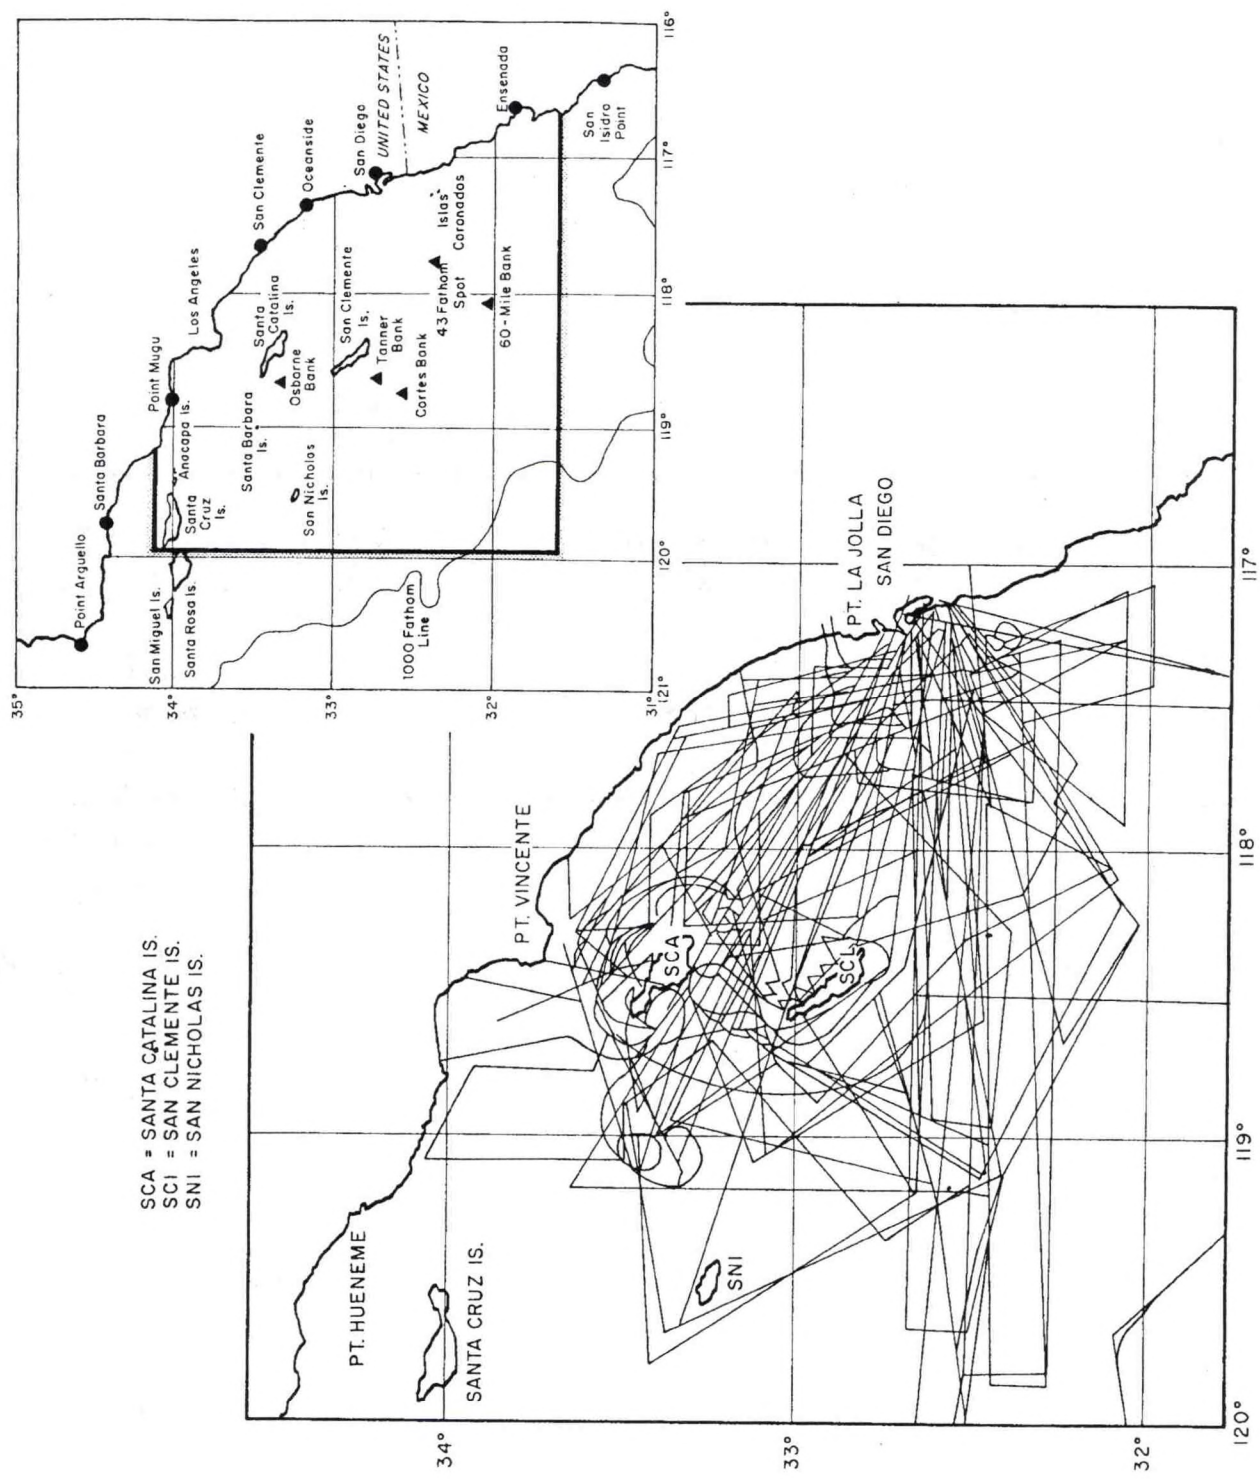 35°
34°
33°
32°
31°
116°
117°
118°
119°
120°
121°
Point Arguello
Santa Barbara
Point Mugu
Los Angeles
San Clemente
Oceanside
San Diego
UNITED STATES
MEXICO
Ensenada
San
Isidro
Point
San Miguel Is.
Santa Rosa Is.
Santa
Cruz
Is.
Anacapa Is.
Santa Barbara
Is.
San Nicholas
Is.
Osborne
Bank
Santa
Catalina
Is.
San Clemente
Is.
Tanner
Bank
Cortes Bank
43 Fathom
Spot
Islas
Coronados
60-Mile Bank
1000 Fathom
Line
SCA = SANTA CATALINA IS.
SCI = SAN CLEMENTE IS.
SNI = SAN NICHOLAS IS.
PT. HUENEME
SANTA CRUZ IS.
PT. VINCENTE
PT. LA JOLLA
SAN DIEGO
SCA
SCI
SNI
34°
33°
32°
120°
119°
118°
117°